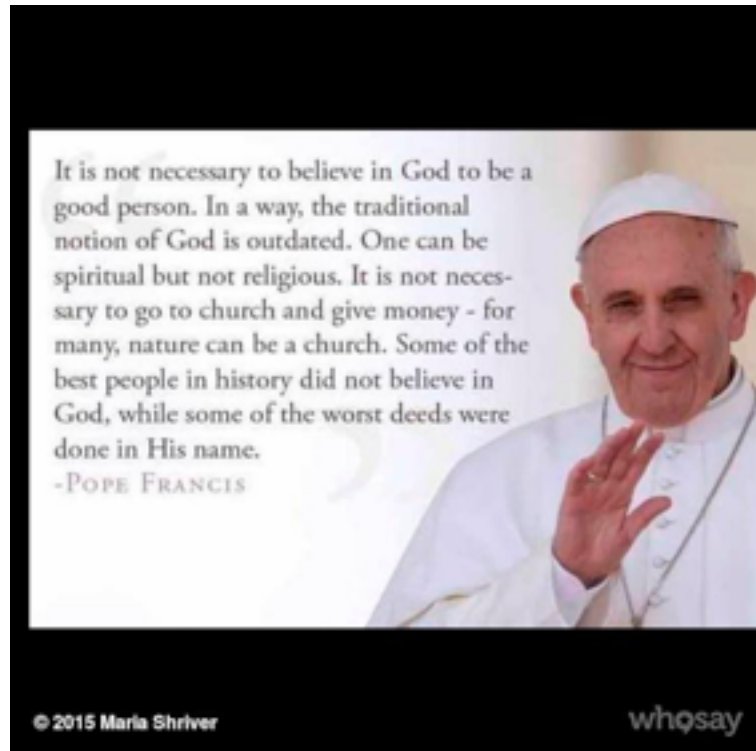 It is not necessary to believe in God to be a
good person. In a way, the traditional
notion of God is outdated. One can be
spiritual but not religious. It is not neces-
sary to go to church and give money - for
many, nature can be a church. Some of the
best people in history did not believe in
God, while some of the worst deeds were
done in His name.
-POPE FRANCIS
© 2015 Maria Shriver
whosay